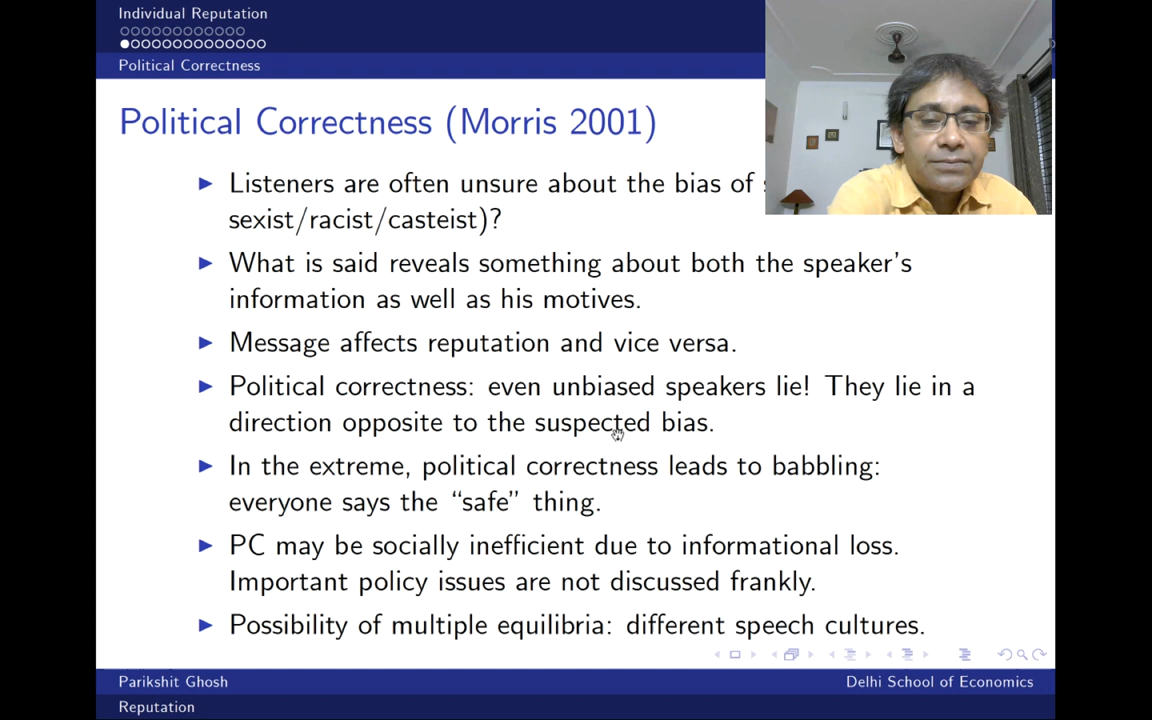 Individual Reputation
Political Correctness
Political Correctness (Morris 2001)
Listeners are often unsure about the bias of
sexist/racist/casteist)?
What is said reveals something about both the speaker's
information as well as his motives.
Message affects reputation and vice versa.
Political correctness: even unbiased speakers lie! They lie in a
direction opposite to the suspected bias.
In the extreme, political correctness leads to babbling:
everyone says the “safe” thing.
PC may be socially inefficient due to informational loss.
Important policy issues are not discussed frankly.
Possibility of multiple equilibria: different speech cultures.
Parikshit Ghosh Delhi School of Economics
Reputation